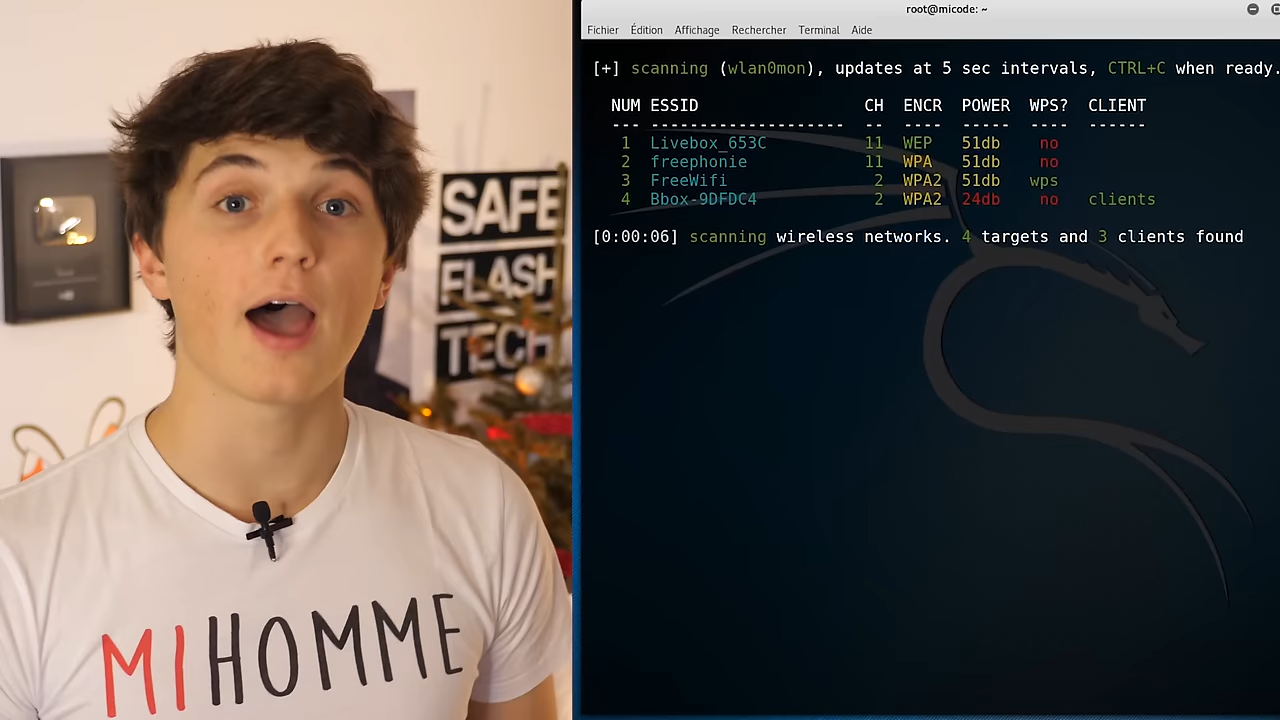 SAFE
FLASH
TECH
MIHOMME
root@micode: ~
Fichier Édition Affichage Rechercher Terminal Aide
[+] scanning (wlan0mon), updates at 5 sec intervals, CTRL+C when ready.
NUM ESSID CH ENCR POWER WPS? CLIENT
--- -------------------- -- ---- ----- ---- ------
1 Livebox_653C 11 WEP 51db no
2 freephonie 11 WPA 51db no
3 FreeWifi 2 WPA2 51db wps
4 Bbox-9DFDC4 2 WPA2 24db no clients
[0:00:06] scanning wireless networks. 4 targets and 3 clients found